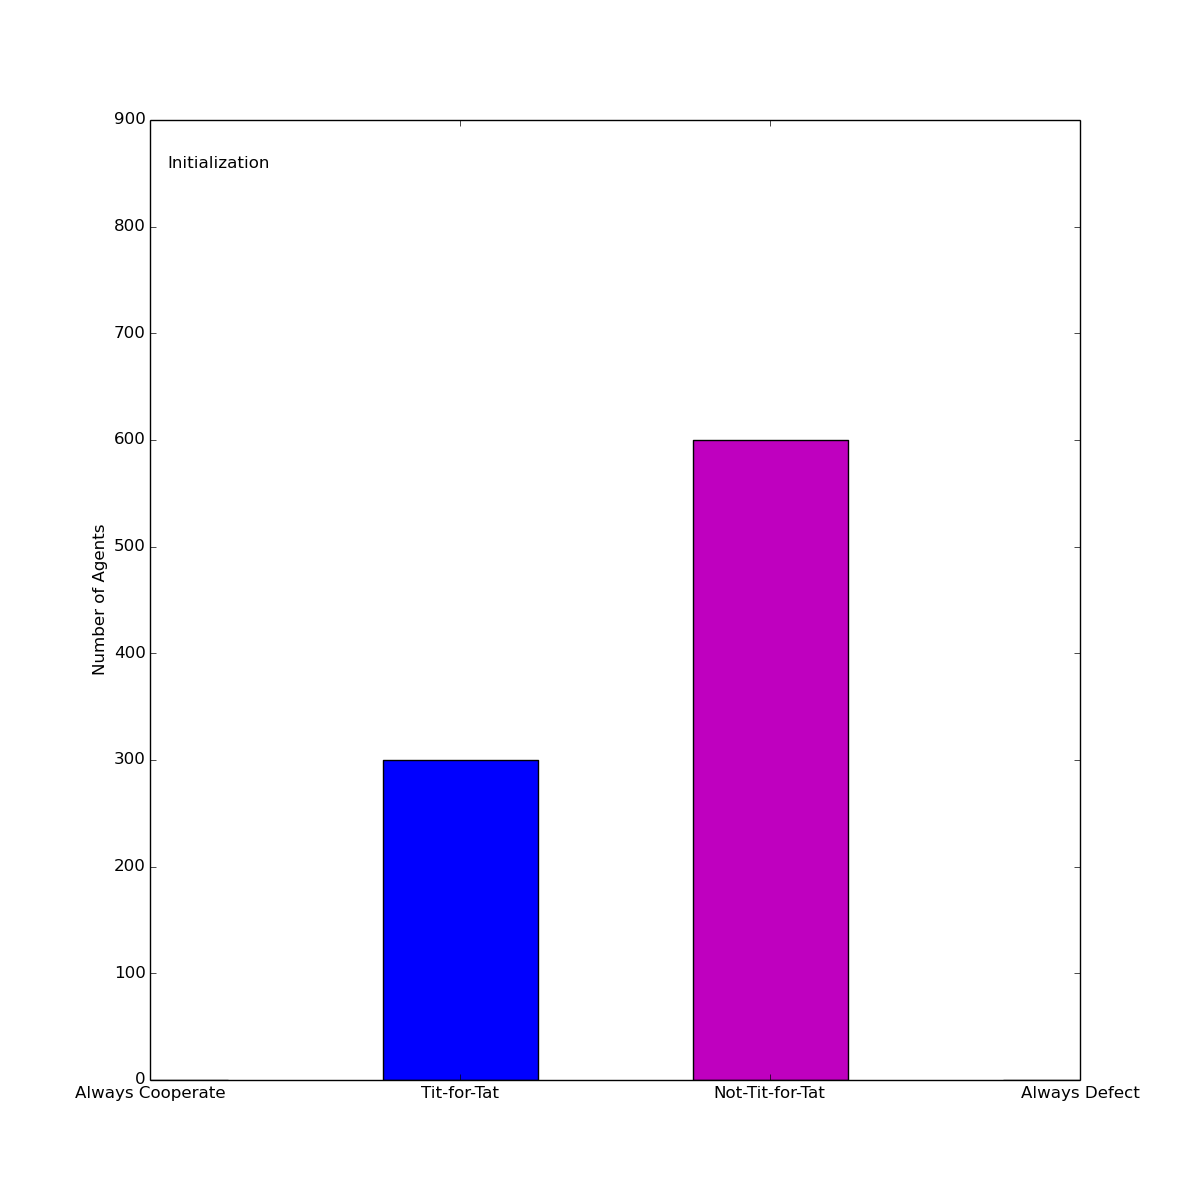 900
Initialization
800
700
600
500
400
300
200
100
0
Number of Agents
Always Cooperate
Tit-for-Tat
Not-Tit-for-Tat
Always Defect